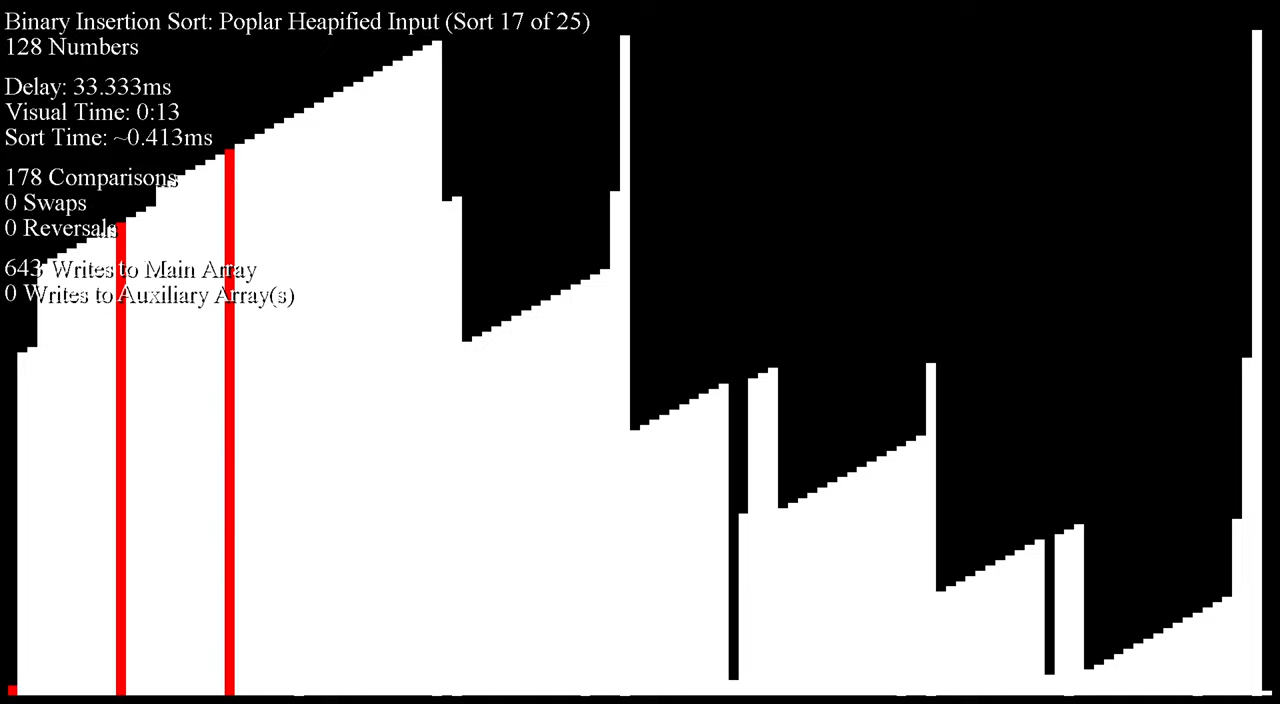 Binary Insertion Sort: Poplar Heapified Input (Sort 17 of 25)
128 Numbers
Delay: 33.333ms
Visual Time: 0:13
Sort Time: ~0.413ms
178 Comparisons
0 Swaps
0 Reversals
643 Writes to Main Array
0 Writes to Auxiliary Array(s)